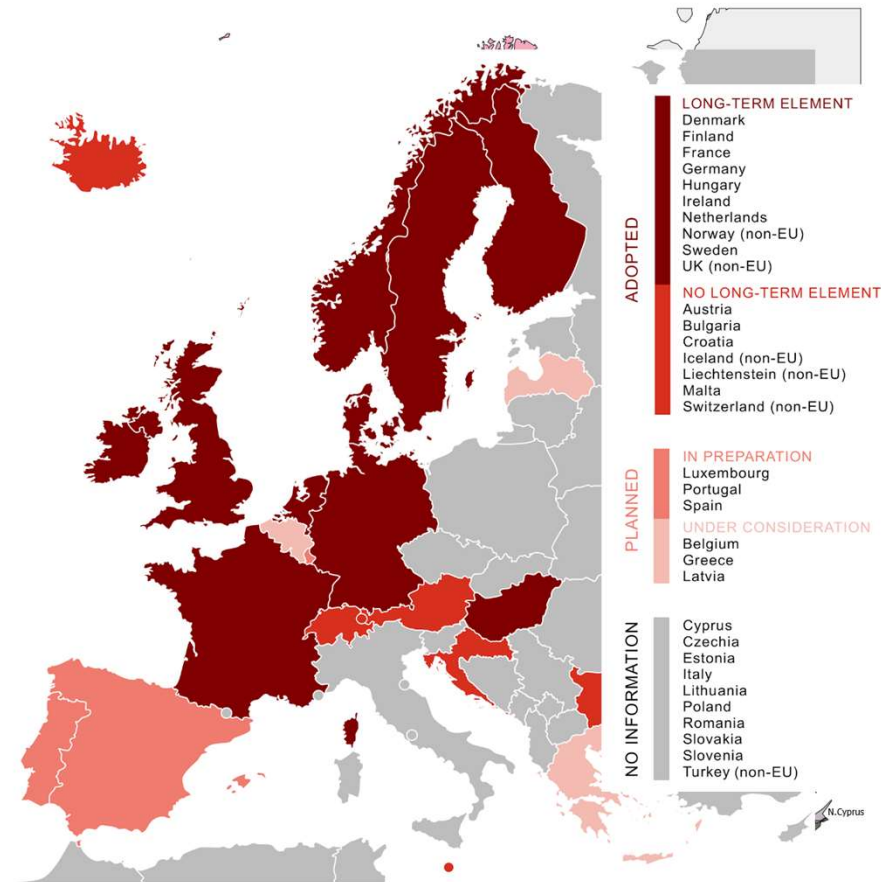 ADOPTED
LONG-TERM ELEMENT
Denmark
Finland
France
Germany
Hungary
Ireland
Netherlands
Norway (non-EU)
Sweden
UK (non-EU)
NO LONG-TERM ELEMENT
Austria
Bulgaria
Croatia
Iceland (non-EU)
Liechtenstein (non-EU)
Malta
Switzerland (non-EU)
PLANNED
IN PREPARATION
Luxembourg
Portugal
Spain
UNDER CONSIDERATION
Belgium
Greece
Latvia
NO INFORMATION
Cyprus
Czechia
Estonia
Italy
Lithuania
Poland
Romania
Slovakia
Slovenia
Turkey (non-EU)
N.Cyprus